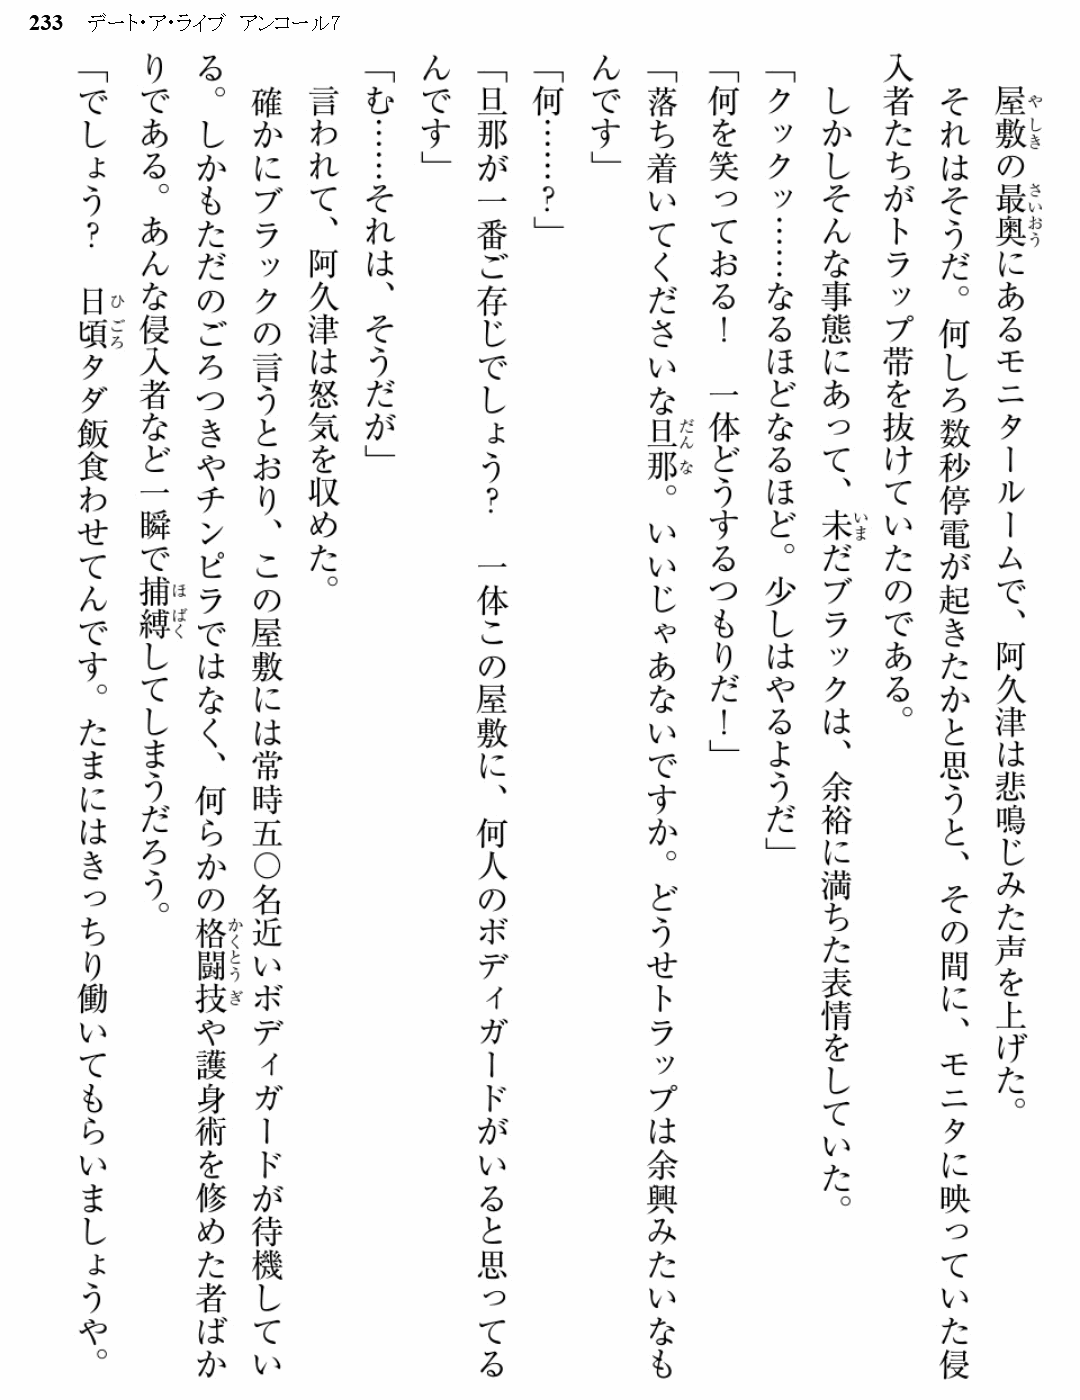 233 デート・ア・ライブ アンコール7
屋敷の最奥にあるモニタールームで、阿久津は悲鳴じみた声を上げた。
それはそうだ。何しろ数秒停電が起きたかと思うと、その間に、モニタに映っていた侵
入者たちがトラップ帯を抜けていたのである。
しかしそんな事態にあって、未だブラックは、余裕に満ちた表情をしていた。
「クックッ……なるほどなるほど。少しはやるようだ」
「何を笑っておる！　一体どうするつもりだ！」
「落ち着いてくださいな旦那。いいじゃあないですか。どうせトラップは余興みたいなも
んです」
「何……？」
「旦那が一番ご存じでしょう？　一体この屋敷に、何人のボディガードがいると思ってる
んです」
「む……それは、そうだが」
言われて、阿久津は怒気を収めた。
確かにブラックの言うとおり、この屋敷には常時五〇名近いボディガードが待機してい
る。しかもただのごろつきやチンピラではなく、何らかの格闘技や護身術を修めた者ばか
りである。あんな侵入者など一瞬で捕縛してしまうだろう。
「でしょう？　日頃タダ飯食わせてんです。たまにはきっちり働いてもらいましょうや。